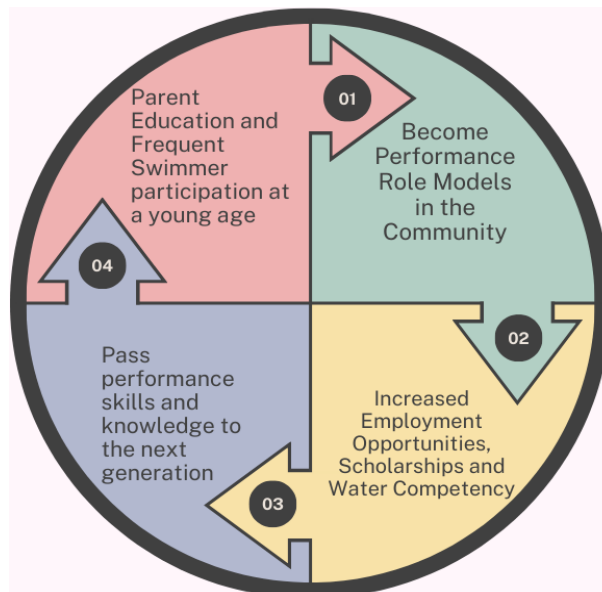 Parent
Education and
Frequent
Swimmer
participation at
a young age
01
Become
Performance
Role Models
in the
Community
02
Increased
Employment
Opportunities,
Scholarships and
Water Competency
03
Pass
performance
skills and
knowledge to
the next
generation
04